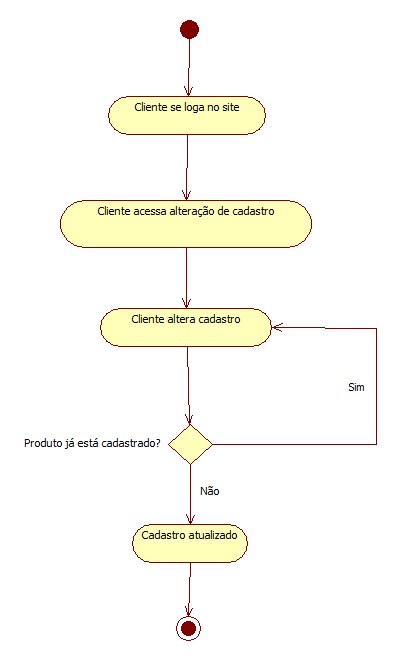 Cliente se loga no site
Cliente acessa alteração de cadastro
Cliente altera cadastro
Sim
Produto já está cadastrado?
Não
Cadastro atualizado